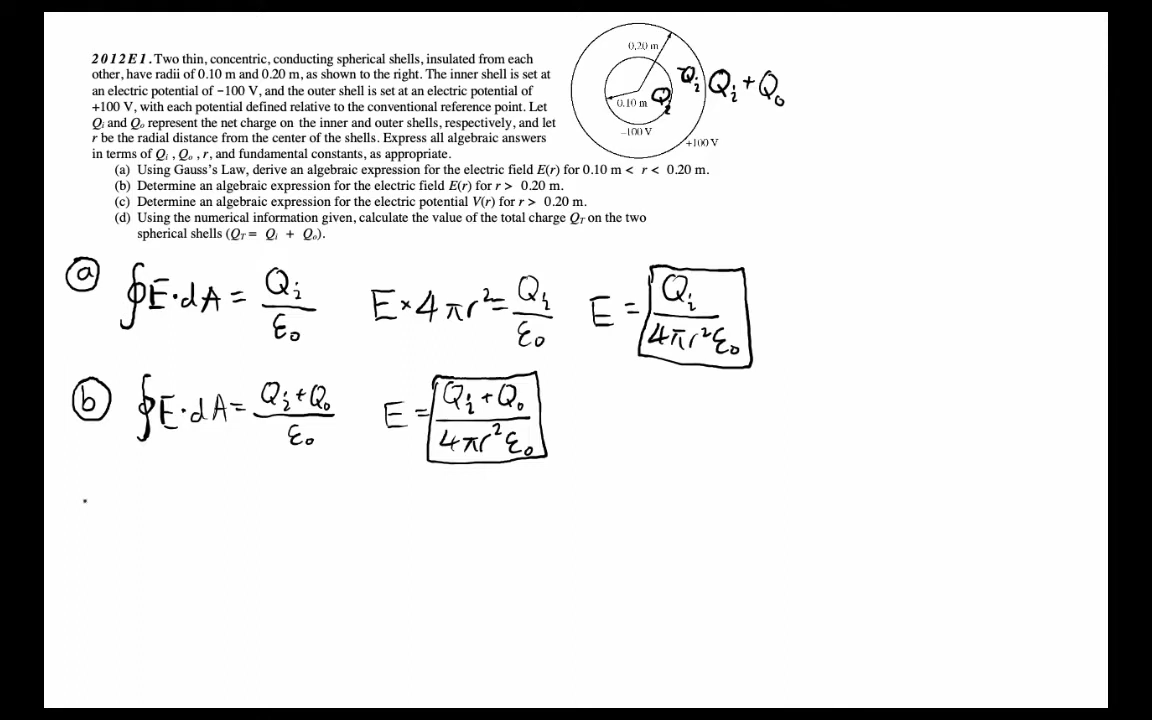 2012E1. Two thin, concentric, conducting spherical shells, insulated from each
other, have radii of 0.10 m and 0.20 m, as shown to the right. The inner shell is set at
an electric potential of −100 V, and the outer shell is set at an electric potential of
+100 V, with each potential defined relative to the conventional reference point. Let
Qᵢ and Qₒ represent the net charge on the inner and outer shells, respectively, and let
r be the radial distance from the center of the shells. Express all algebraic answers
in terms of Qᵢ, Qₒ, r, and fundamental constants, as appropriate.
0.20 m
0.10 m
−100 V
+100 V
Qᵢ
Qᵢ + Qₒ
(a) Using Gauss's Law, derive an algebraic expression for the electric field E(r) for 0.10 m < r < 0.20 m.
(b) Determine an algebraic expression for the electric field E(r) for r > 0.20 m.
(c) Determine an algebraic expression for the electric potential V(r) for r > 0.20 m.
(d) Using the numerical information given, calculate the value of the total charge Q_T on the two
spherical shells (Q_T = Qᵢ + Qₒ).
ⓐ ∮E·dA = Qᵢ/ε₀ E×4πr² = Qᵢ/ε₀ E = Qᵢ/4πr²ε₀
ⓑ ∮E·dA = Qᵢ+Qₒ/ε₀ E = Qᵢ+Qₒ/4πr²ε₀